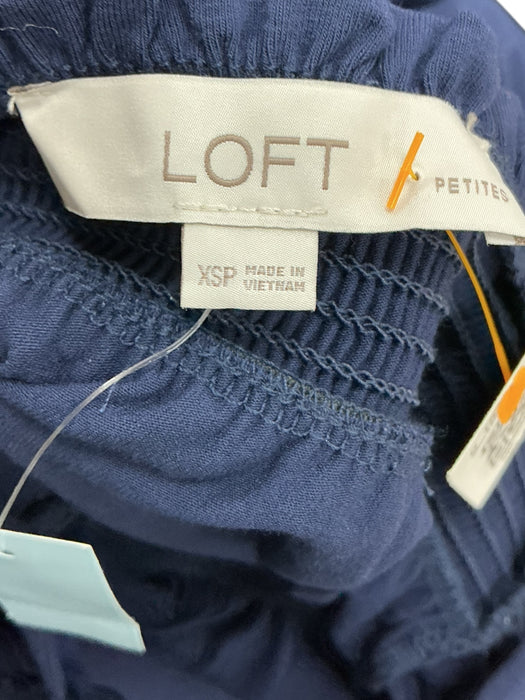 LOFT
PETITES
XSP MADE IN
VIETNAM